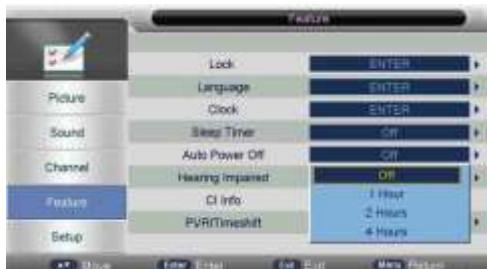 Feature
Lock ENTER
Picture
Language ENTER
Clock ENTER
Sound
Sleep Timer Off
Channel
Auto Power Off Off
Hearing Impaired Off
Feature
CI Info 1 Hour
2 Hours
PVR/Timeshift
4 Hours
Setup
Move Enter Enter Exit Exit Menu Return